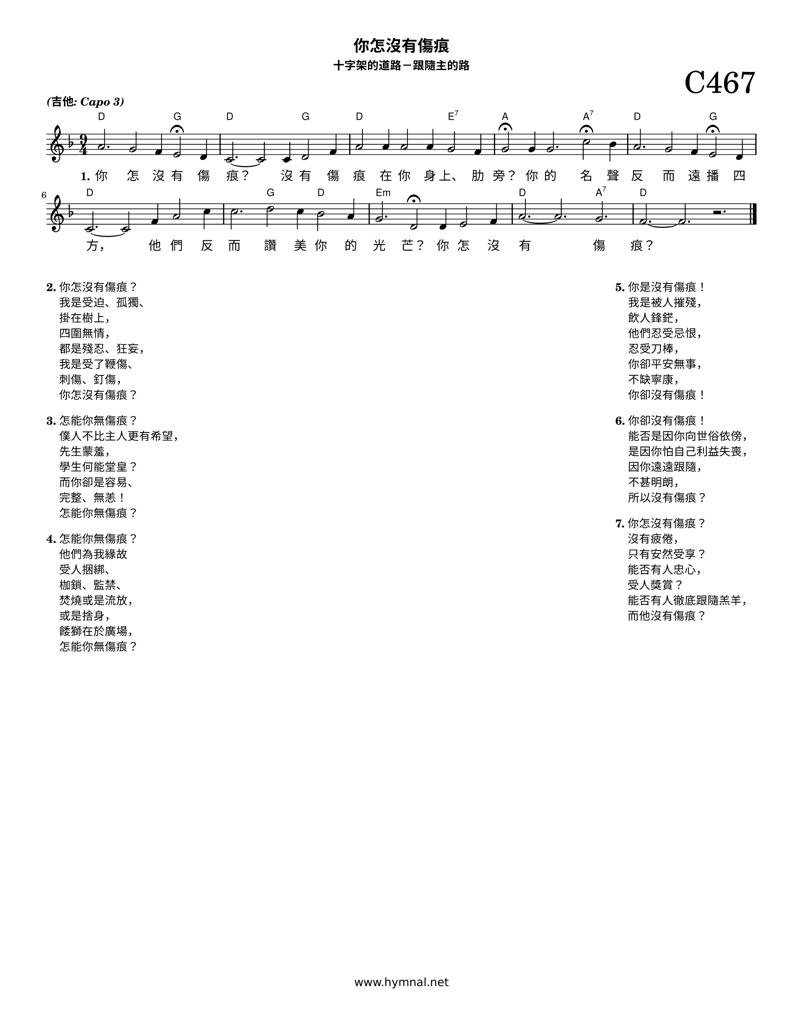 你怎沒有傷痕
十字架的道路－跟隨主的路
C467
(吉他: Capo 3)
D G D G D E7 A A7 D G
1. 你 怎 沒 有 傷 痕？ 沒 有 傷 痕 在 你 身 上、 肋 旁？ 你 的 名 聲 反 而 遠 播 四
6 D G D Em D A7 D
方， 他 們 反 而 讚 美 你 的 光 芒？ 你 怎 沒 有 傷 痕？
2. 你怎沒有傷痕？
我是受迫、孤獨、
掛在樹上，
四圍無情，
都是殘忍、狂妄，
我是受了鞭傷、
刺傷、釘傷，
你怎沒有傷痕？
3. 怎能你無傷痕？
僕人不比主人更有希望，
先生蒙羞，
學生何能堂皇？
而你卻是容易、
完整、無恙！
怎能你無傷痕？
4. 怎能你無傷痕？
他們為我緣故
受人捆綁、
枷鎖、監禁、
焚燒或是流放，
或是捨身，
餧獅在於廣場，
怎能你無傷痕？
5. 你是沒有傷痕！
我是被人摧殘，
飲人鋒鋩，
他們忍受忌恨，
忍受刀棒，
你卻平安無事，
不缺寧康，
你卻沒有傷痕！
6. 你卻沒有傷痕！
能否是因你向世俗依傍，
是因你怕自己利益失喪，
因你遠遠跟隨，
不甚明朗，
所以沒有傷痕？
7. 你怎沒有傷痕？
沒有疲倦，
只有安然受享？
能否有人忠心，
受人獎賞？
能否有人徹底跟隨羔羊，
而他沒有傷痕？
www.hymnal.net